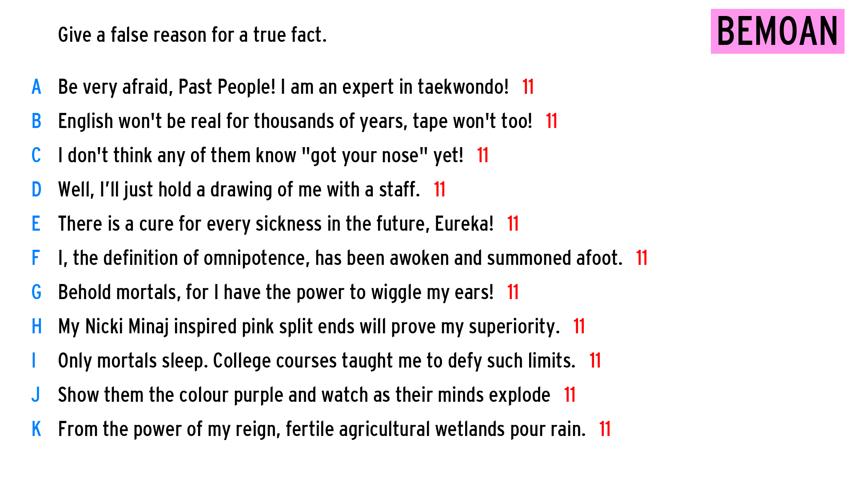 Give a false reason for a true fact.
BEMOAN
A Be very afraid, Past People! I am an expert in taekwondo! 11
B English won't be real for thousands of years, tape won't too! 11
C I don't think any of them know "got your nose" yet! 11
D Well, I'll just hold a drawing of me with a staff. 11
E There is a cure for every sickness in the future, Eureka! 11
F I, the definition of omnipotence, has been awoken and summoned afoot. 11
G Behold mortals, for I have the power to wiggle my ears! 11
H My Nicki Minaj inspired pink split ends will prove my superiority. 11
I Only mortals sleep. College courses taught me to defy such limits. 11
J Show them the colour purple and watch as their minds explode 11
K From the power of my reign, fertile agricultural wetlands pour rain. 11